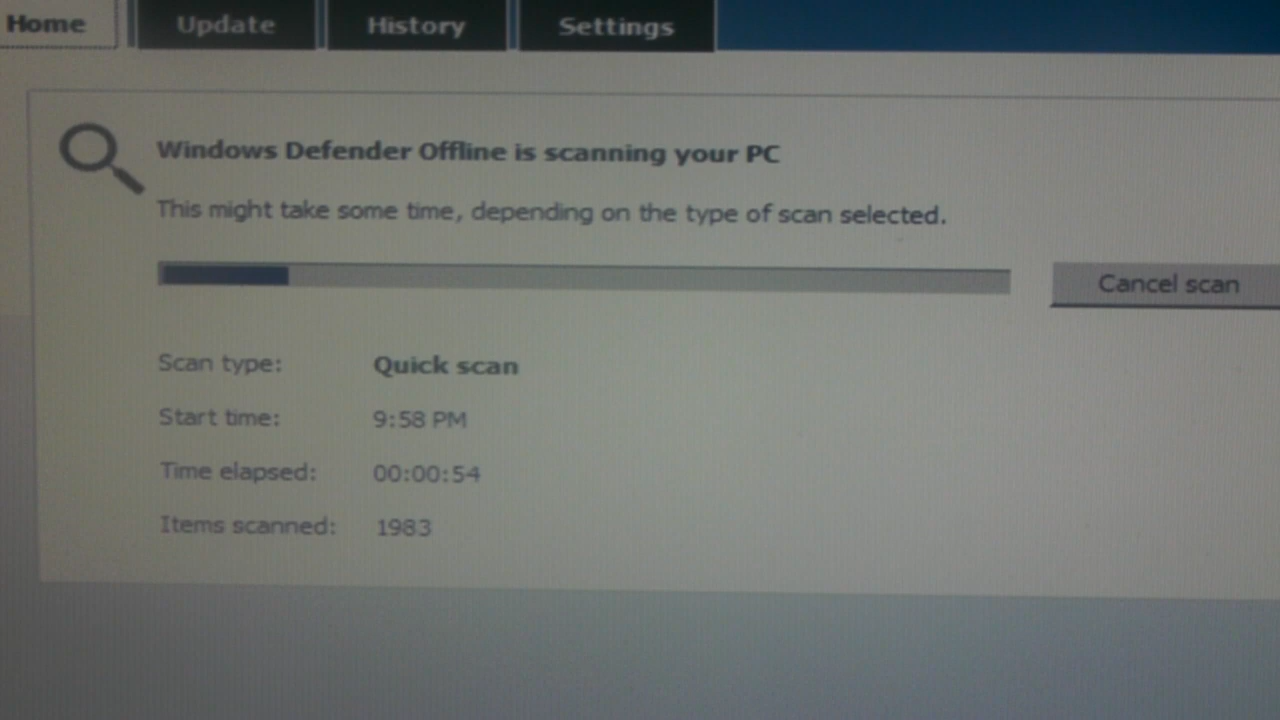 Home Update History Settings
Windows Defender Offline is scanning your PC
This might take some time, depending on the type of scan selected.
Cancel scan
Scan type: Quick scan
Start time: 9:58 PM
Time elapsed: 00:00:54
Items scanned: 1983